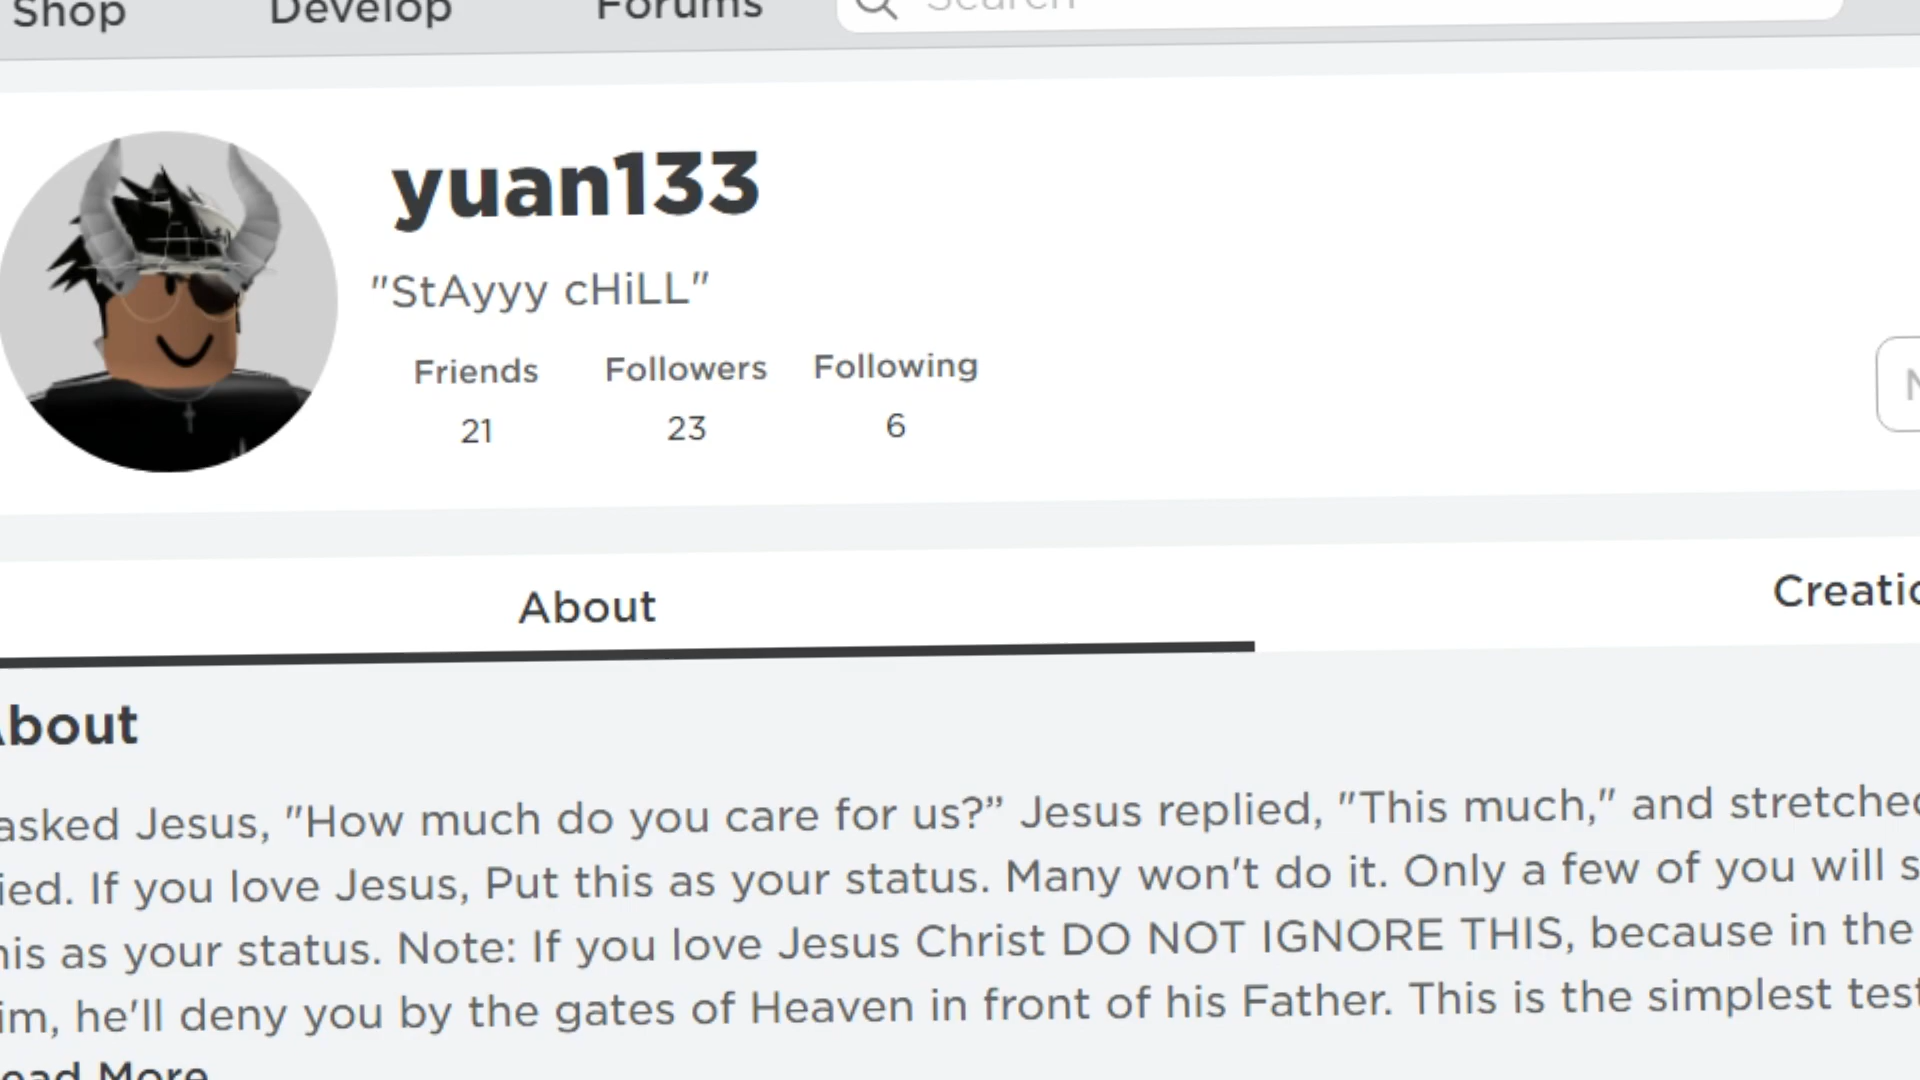 Shop Develop Forums Search
yuan133
"StAyyy cHiLL"
Friends Followers Following
21 23 6
About Creatio
About
asked Jesus, "How much do you care for us?” Jesus replied, "This much," and stretched
ied. If you love Jesus, Put this as your status. Many won't do it. Only a few of you will s
his as your status. Note: If you love Jesus Christ DO NOT IGNORE THIS, because in the
im, he'll deny you by the gates of Heaven in front of his Father. This is the simplest test
ead More